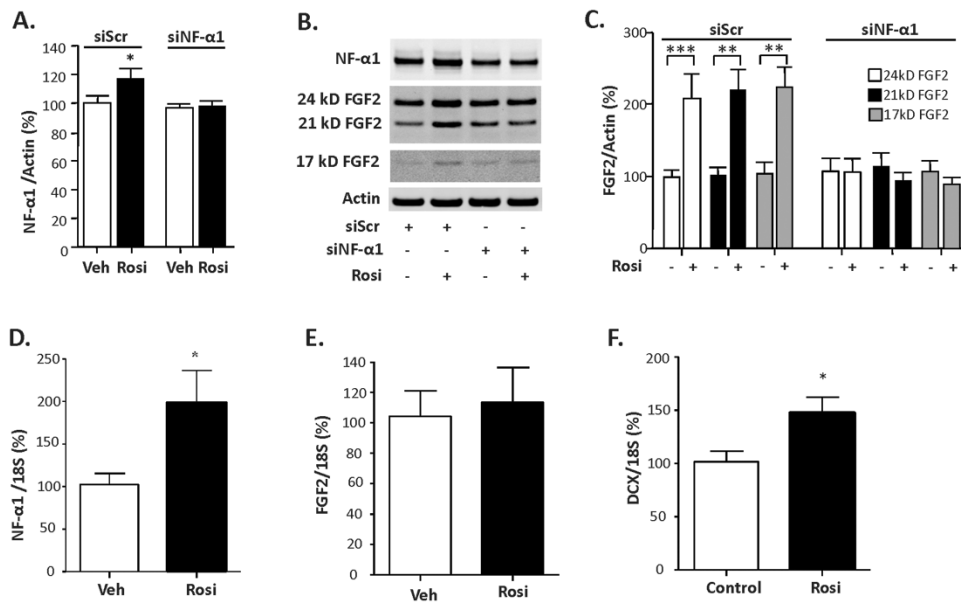 A.
siScr siNF-α1
*
NF-α1 /Actin (%)
140
120
100
80
60
40
20
0
Veh Rosi Veh Rosi
B.
NF-α1
24 kD FGF2
21 kD FGF2
17 kD FGF2
Actin
siScr + + - -
siNF-α1 - - + +
Rosi - + - +
C.
siScr siNF-α1
*** ** **
24kD FGF2
21kD FGF2
17kD FGF2
FGF2/Actin (%)
300
200
100
0
Rosi - + - + - + - + - + - +
D.
*
NF-α1 /18S (%)
250
200
150
100
50
0
Veh Rosi
E.
FGF2/18S (%)
140
120
100
80
60
40
20
0
Veh Rosi
F.
*
DCX/18S (%)
200
150
100
50
0
Control Rosi